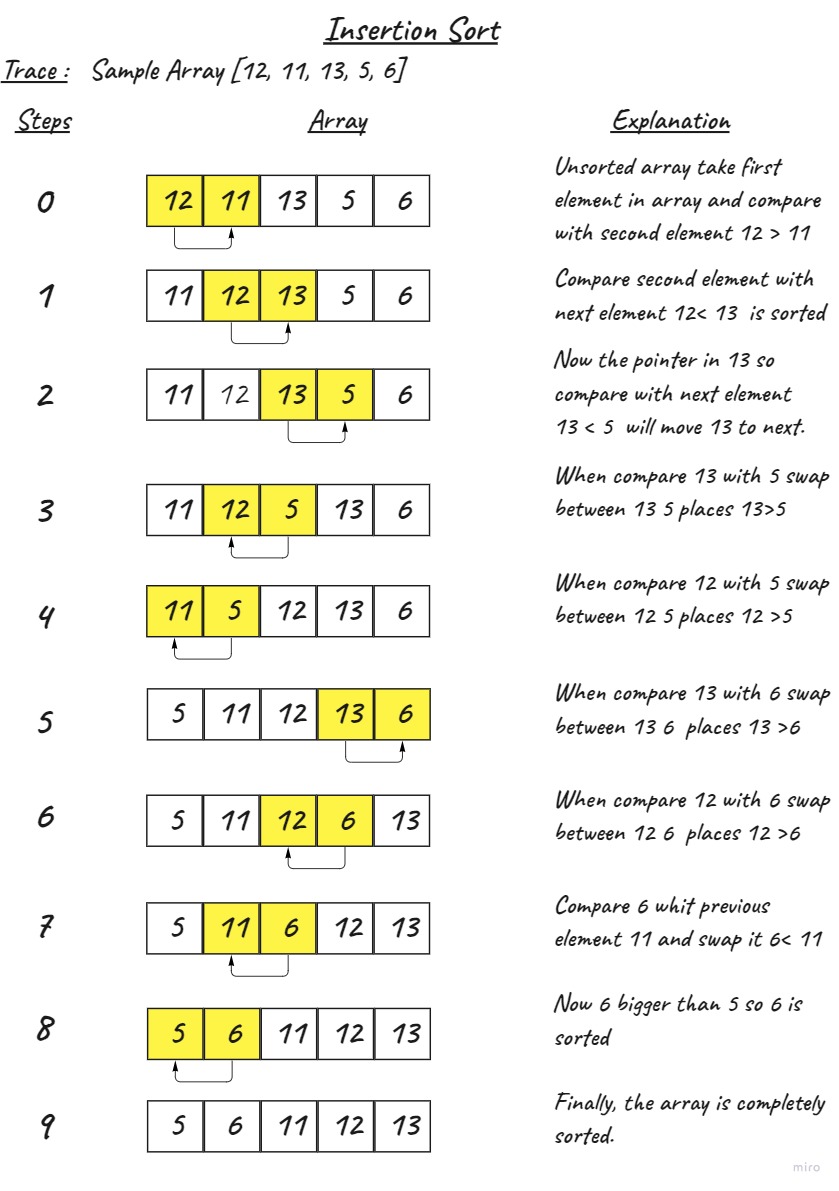 Insertion Sort
Trace : Sample Array [12, 11, 13, 5, 6]
Steps Array Explanation
0 12 11 13 5 6
Unsorted array take first
element in array and compare
with second element 12 > 11
1 11 12 13 5 6
Compare second element with
next element 12< 13 is sorted
2 11 12 13 5 6
Now the pointer in 13 so
compare with next element
13 < 5 will move 13 to next.
3 11 12 5 13 6
When compare 13 with 5 swap
between 13 5 places 13>5
4 11 5 12 13 6
When compare 12 with 5 swap
between 12 5 places 12 >5
5 5 11 12 13 6
When compare 13 with 6 swap
between 13 6 places 13 >6
6 5 11 12 6 13
When compare 12 with 6 swap
between 12 6 places 12 >6
7 5 11 6 12 13
Compare 6 whit previous
element 11 and swap it 6< 11
8 5 6 11 12 13
Now 6 bigger than 5 so 6 is
sorted
9 5 6 11 12 13
Finally, the array is completely
sorted.
miro